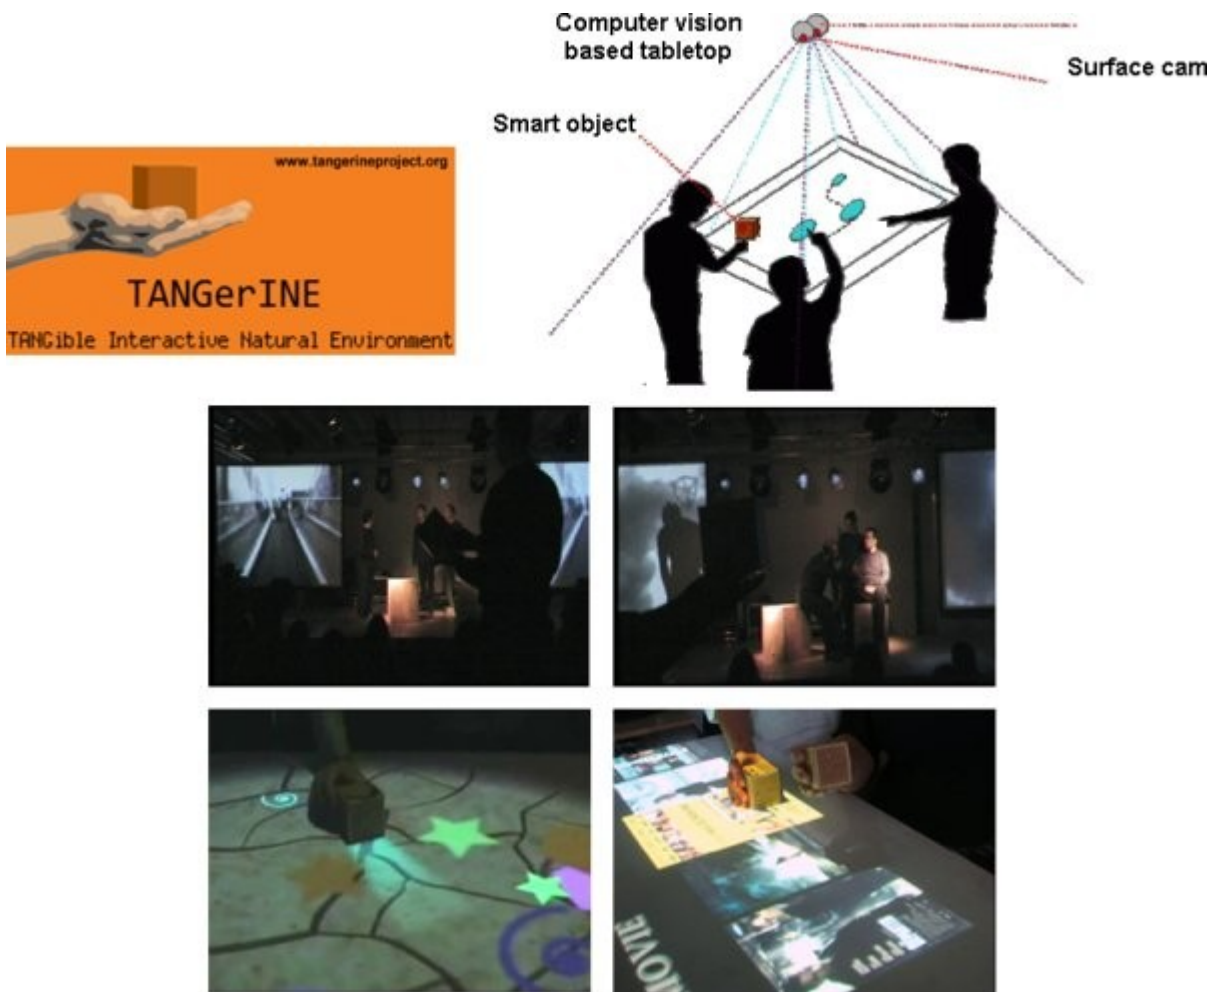 Computer vision
based tabletop
Surface cam
Smart object
www.tangerineproject.org
TANGerINE
TANGible Interactive Natural Environment
MOVIE